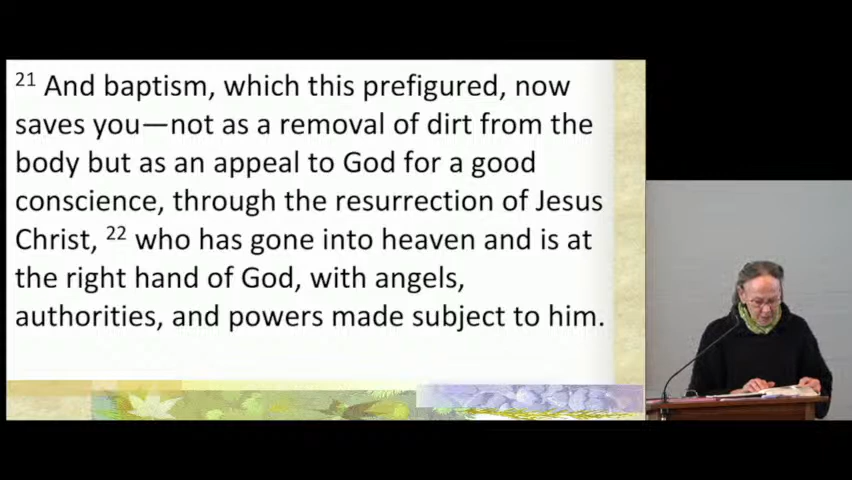 21 And baptism, which this prefigured, now
saves you—not as a removal of dirt from the
body but as an appeal to God for a good
conscience, through the resurrection of Jesus
Christ, 22 who has gone into heaven and is at
the right hand of God, with angels,
authorities, and powers made subject to him.